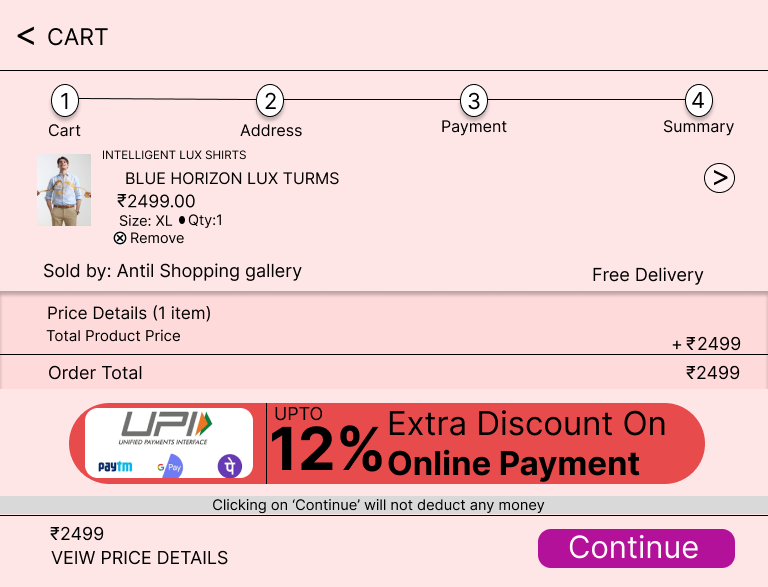 < CART
1 2 3 4
Cart Address Payment Summary
INTELLIGENT LUX SHIRTS
BLUE HORIZON LUX TURMS
₹2499.00
Size: XL •Qty:1
Remove
>
Sold by: Antil Shopping gallery
Free Delivery
Price Details (1 item)
Total Product Price
+ ₹2499
Order Total ₹2499
UPI
UNIFIED PAYMENTS INTERFACE
paytm G Pay पे
UPTO
12%
Extra Discount On
Online Payment
Clicking on ‘Continue’ will not deduct any money
₹2499
VEIW PRICE DETAILS
Continue